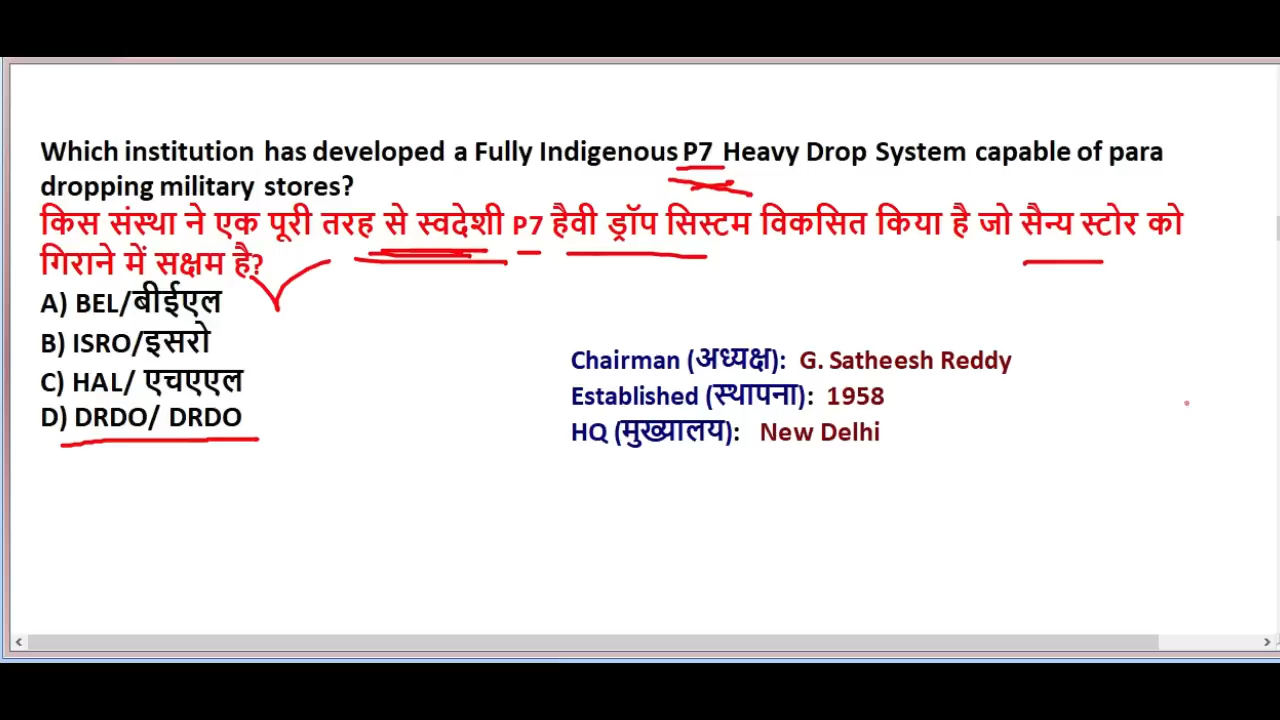 Which institution has developed a Fully Indigenous P7 Heavy Drop System capable of para
dropping military stores?
किस संस्था ने एक पूरी तरह से स्वदेशी P7 हैवी ड्रॉप सिस्टम विकसित किया है जो सैन्य स्टोर को
गिराने में सक्षम है?
A) BEL/बीईएल
B) ISRO/इसरो
C) HAL/ एचएएल
D) DRDO/ DRDO
Chairman (अध्यक्ष): G. Satheesh Reddy
Established (स्थापना): 1958
HQ (मुख्यालय): New Delhi